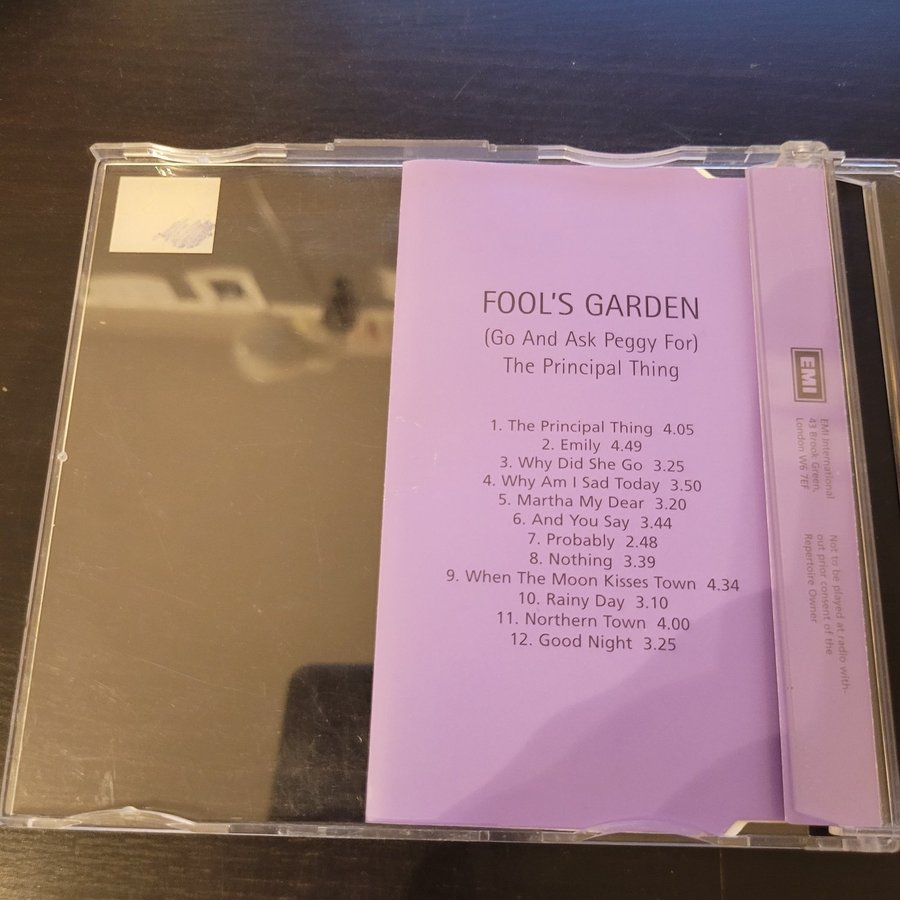 FOOL'S GARDEN
(Go And Ask Peggy For)
The Principal Thing
1. The Principal Thing 4.05
2. Emily 4.49
3. Why Did She Go 3.25
4. Why Am I Sad Today 3.50
5. Martha My Dear 3.20
6. And You Say 3.44
7. Probably 2.48
8. Nothing 3.39
9. When The Moon Kisses Town 4.34
10. Rainy Day 3.10
11. Northern Town 4.00
12. Good Night 3.25
EMI
EMI International
43 Brook Green,
London W6 7EF
Not to be played at radio with-
out prior consent of the
Repertoire Owner